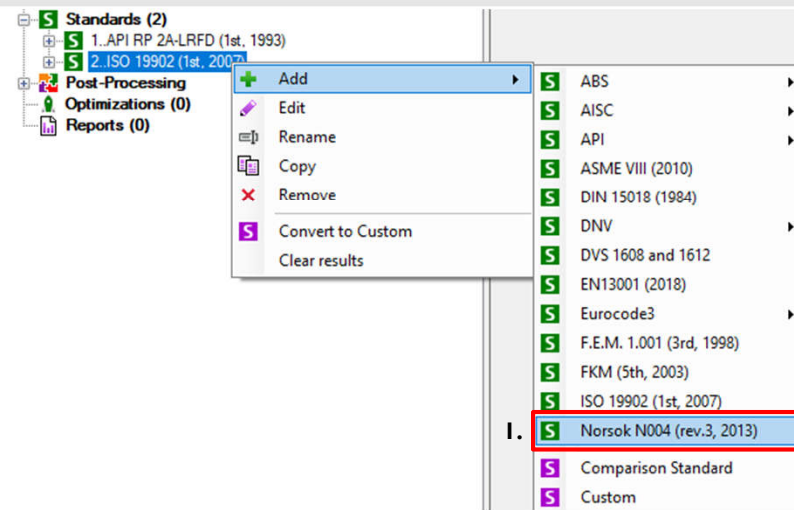 Standards (2)
1..API RP 2A-LRFD (1st, 1993)
2..ISO 19902 (1st, 2007)
Post-Processing
Optimizations (0)
Reports (0)
Add
Edit
Rename
Copy
Remove
Convert to Custom
Clear results
ABS
AISC
API
ASME VIII (2010)
DIN 15018 (1984)
DNV
DVS 1608 and 1612
EN13001 (2018)
Eurocode3
F.E.M. 1.001 (3rd, 1998)
FKM (5th, 2003)
ISO 19902 (1st, 2007)
1. Norsok N004 (rev.3, 2013)
Comparison Standard
Custom